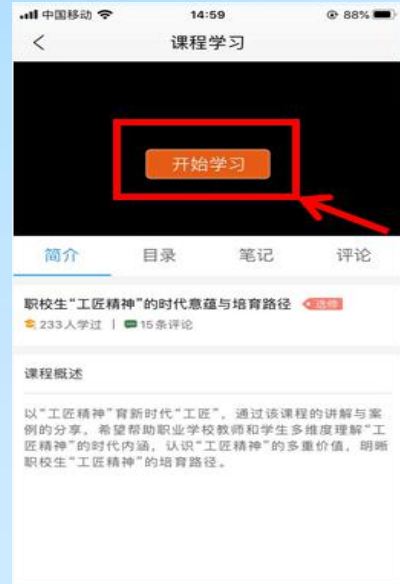 中国移动 14:59 88%
课程学习
开始学习
简介 目录 笔记 评论
职校生“工匠精神”的时代意蕴与培育路径 选修
233人学过 | 15条评论
课程概述
以“工匠精神”育新时代“工匠”，通过该课程的讲解与案
例的分享，希望帮助职业学校教师和学生多维度理解“工
匠精神”的时代内涵，认识“工匠精神”的多重价值，明晰
职校生“工匠精神”的培育路径。